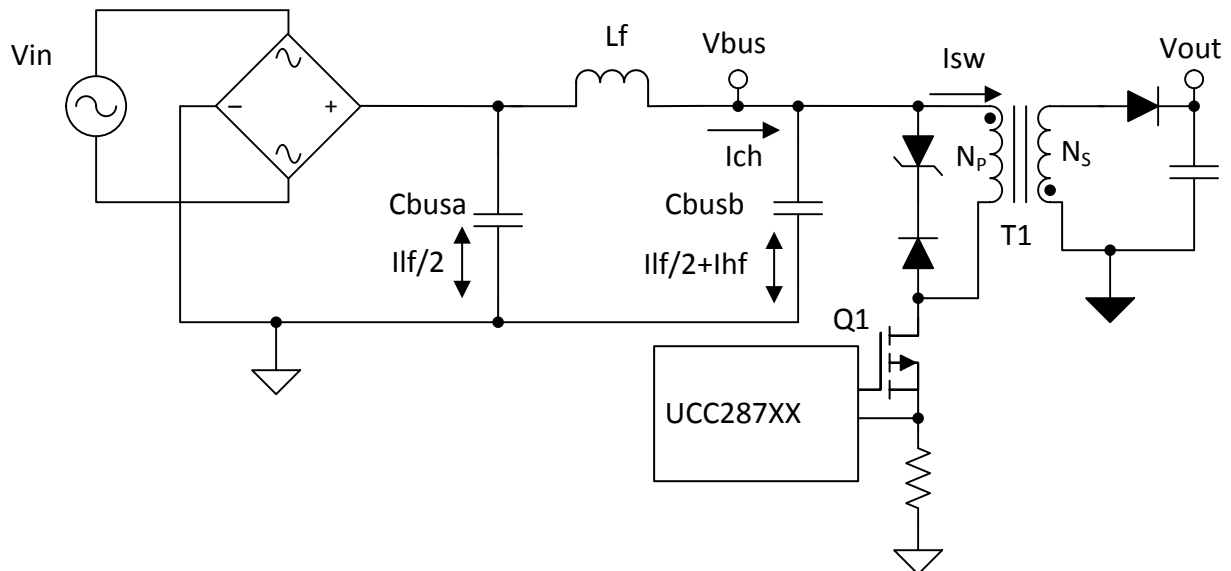 Vin
−
+
Lf
Vbus
Ich
Isw
Vout
Cbusa
Ilf/2
Cbusb
Ilf/2+Ihf
NP
NS
T1
Q1
UCC287XX